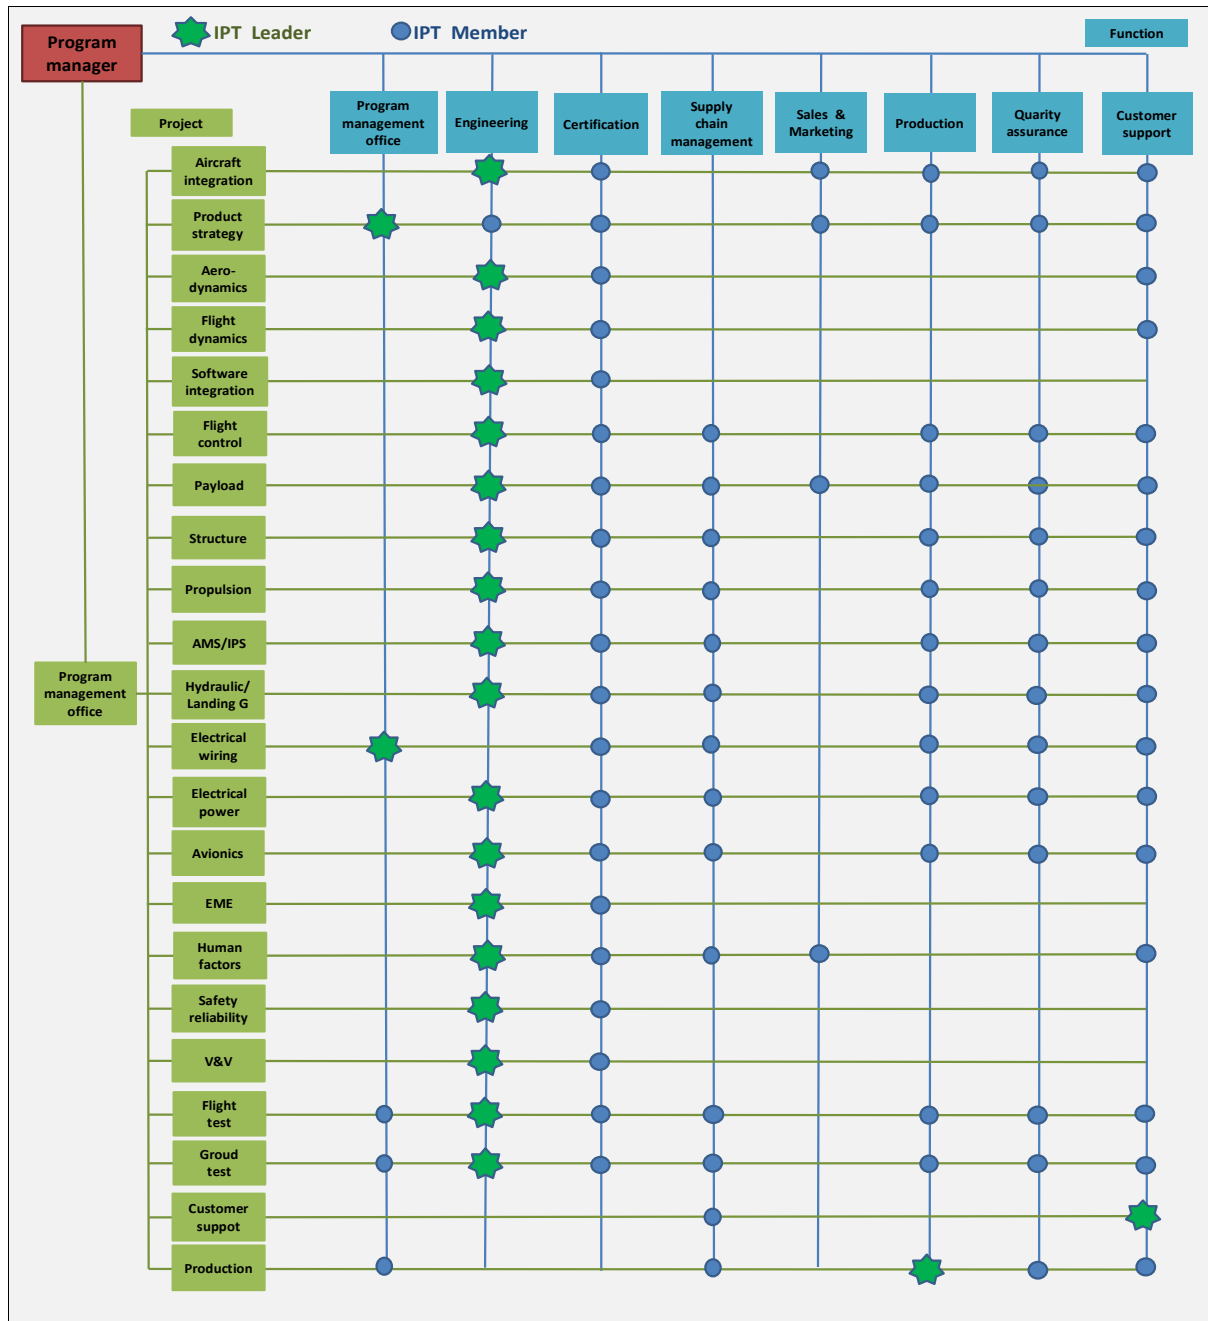 Program
manager
IPT Leader
IPT Member
Function
Project
Program
management
office
Engineering
Certification
Supply
chain
management
Sales &
Marketing
Production
Quarity
assurance
Customer
support
Aircraft
integration
Product
strategy
Aero-
dynamics
Flight
dynamics
Software
integration
Flight
control
Payload
Structure
Propulsion
AMS/IPS
Program
management
office
Hydraulic/
Landing G
Electrical
wiring
Electrical
power
Avionics
EME
Human
factors
Safety
reliability
V&V
Flight
test
Groud
test
Customer
suppot
Production